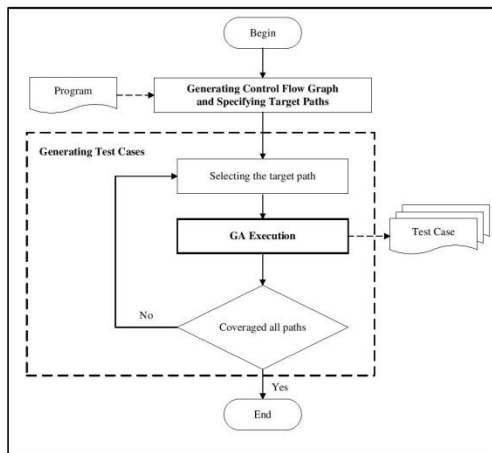 Begin
Program
Generating Control Flow Graph
and Specifying Target Paths
Generating Test Cases
Selecting the target path
GA Execution
Test Case
No
Coveraged all paths
Yes
End